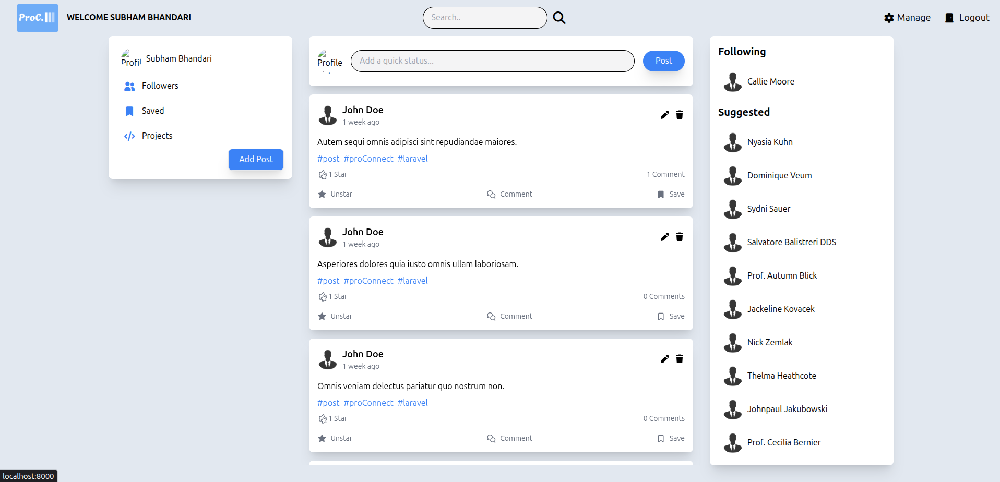 ProC.
WELCOME SUBHAM BHANDARI
Search..
Manage
Logout
Profil
Subham Bhandari
Followers
Saved
Projects
Add Post
Profile
Add a quick status...
Post
John Doe
1 week ago
Autem sequi omnis adipisci sint repudiandae maiores.
#post #proConnect #laravel
1 Star
1 Comment
Unstar
Comment
Save
John Doe
1 week ago
Asperiores dolores quia iusto omnis ullam laboriosam.
#post #proConnect #laravel
1 Star
0 Comments
Unstar
Comment
Save
John Doe
1 week ago
Omnis veniam delectus pariatur quo nostrum non.
#post #proConnect #laravel
1 Star
0 Comments
Unstar
Comment
Save
Following
Callie Moore
Suggested
Nyasia Kuhn
Dominique Veum
Sydni Sauer
Salvatore Balistreri DDS
Prof. Autumn Blick
Jackeline Kovacek
Nick Zemlak
Thelma Heathcote
Johnpaul Jakubowski
Prof. Cecilia Bernier
localhost:8000